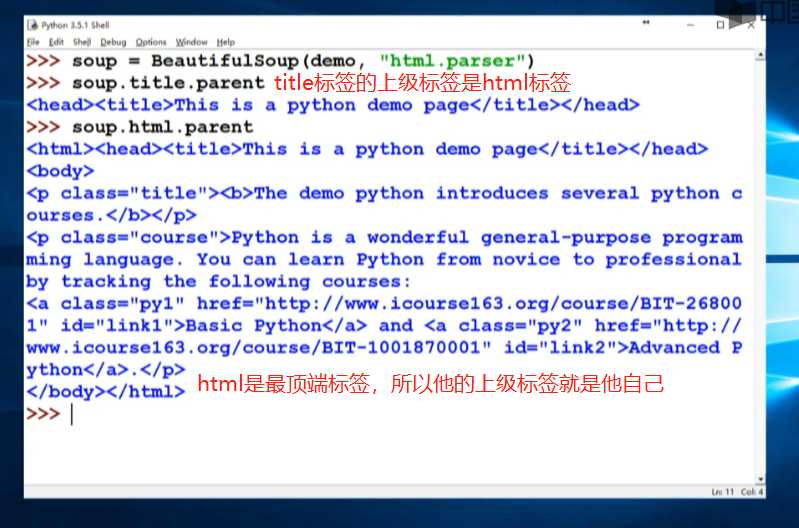 Python 3.5.1 Shell
File Edit Shell Debug Options Window Help
>>> soup = BeautifulSoup(demo, "html.parser")
>>> soup.title.parent title标签的上级标签是html标签
<head><title>This is a python demo page</title></head>
>>> soup.html.parent
<html><head><title>This is a python demo page</title></head>
<body>
<p class="title"><b>The demo python introduces several python c
ourses.</b></p>
<p class="course">Python is a wonderful general-purpose program
ming language. You can learn Python from novice to professional
by tracking the following courses:
<a class="py1" href="http://www.icourse163.org/course/BIT-26800
1" id="link1">Basic Python</a> and <a class="py2" href="http://
www.icourse163.org/course/BIT-1001870001" id="link2">Advanced P
ython</a>.</p>
</body></html> html是最顶端标签，所以他的上级标签就是他自己
>>>
Ln: 11 Col: 4